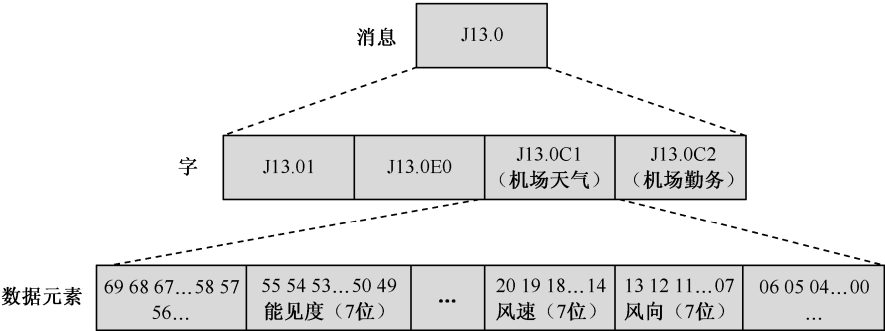 消息
J13.0
字
J13.01
J13.0E0
J13.0C1
（机场天气）
J13.0C2
（机场勤务）
数据元素
69 68 67…58 57
56…
55 54 53…50 49
能见度（7位）
…
20 19 18…14
风速（7位）
13 12 11…07
风向（7位）
06 05 04…00
…